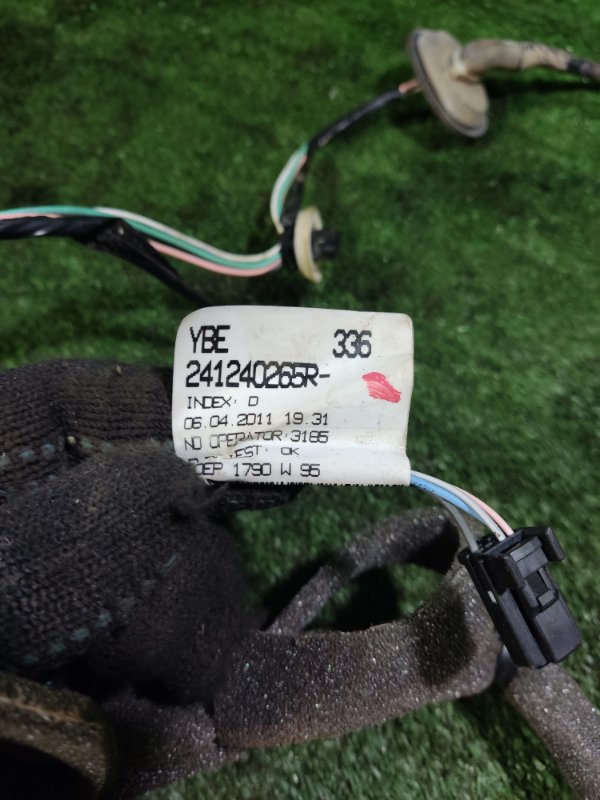 YBE 336
241240265R-
INDEX: D
06.04.2011 19.31
NO OPERATOR:3185
TEST: OK
1790 W 95